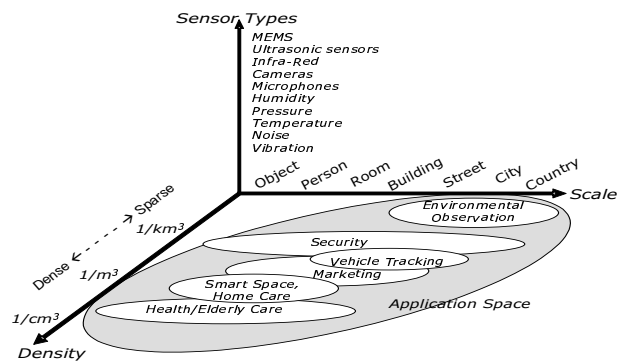 Sensor Types
MEMS
Ultrasonic sensors
Infra-Red
Cameras
Microphones
Humidity
Pressure
Temperature
Noise
Vibration
Object
Person
Room
Building
Street
City
Country
Scale
Sparse
Dense
1/km³
1/m³
1/cm³
Density
Environmental
Observation
Security
Vehicle Tracking
Marketing
Smart Space,
Home Care
Health/Elderly Care
Application Space